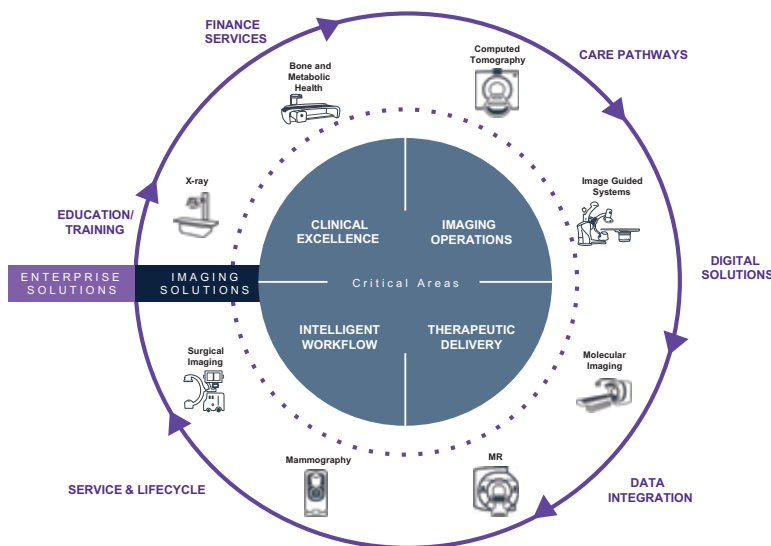 FINANCE
SERVICES
Computed
Tomography
CARE PATHWAYS
Bone and
Metabolic
Health
X-ray
Image Guided
Systems
EDUCATION/
TRAINING
CLINICAL
EXCELLENCE
IMAGING
OPERATIONS
DIGITAL
SOLUTIONS
ENTERPRISE
SOLUTIONS
IMAGING
SOLUTIONS
Critical Areas
INTELLIGENT
WORKFLOW
THERAPEUTIC
DELIVERY
Surgical
Imaging
Molecular
Imaging
Mammography
MR
SERVICE & LIFECYCLE
DATA
INTEGRATION